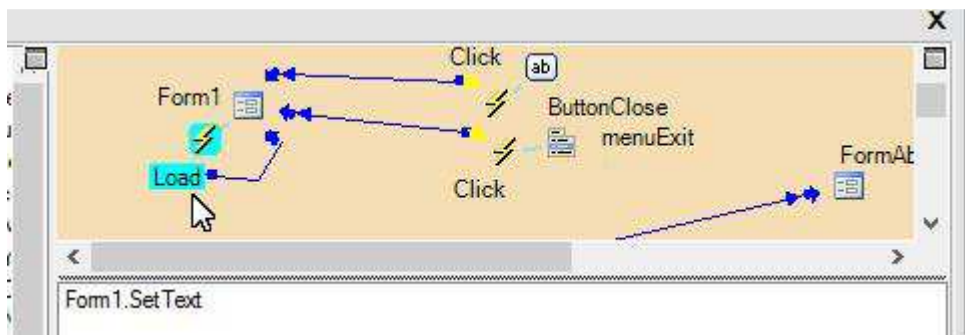 X
Click
ab
Form1
ButtonClose
menuExit
FormAb
Load
Click
Form1.SetText